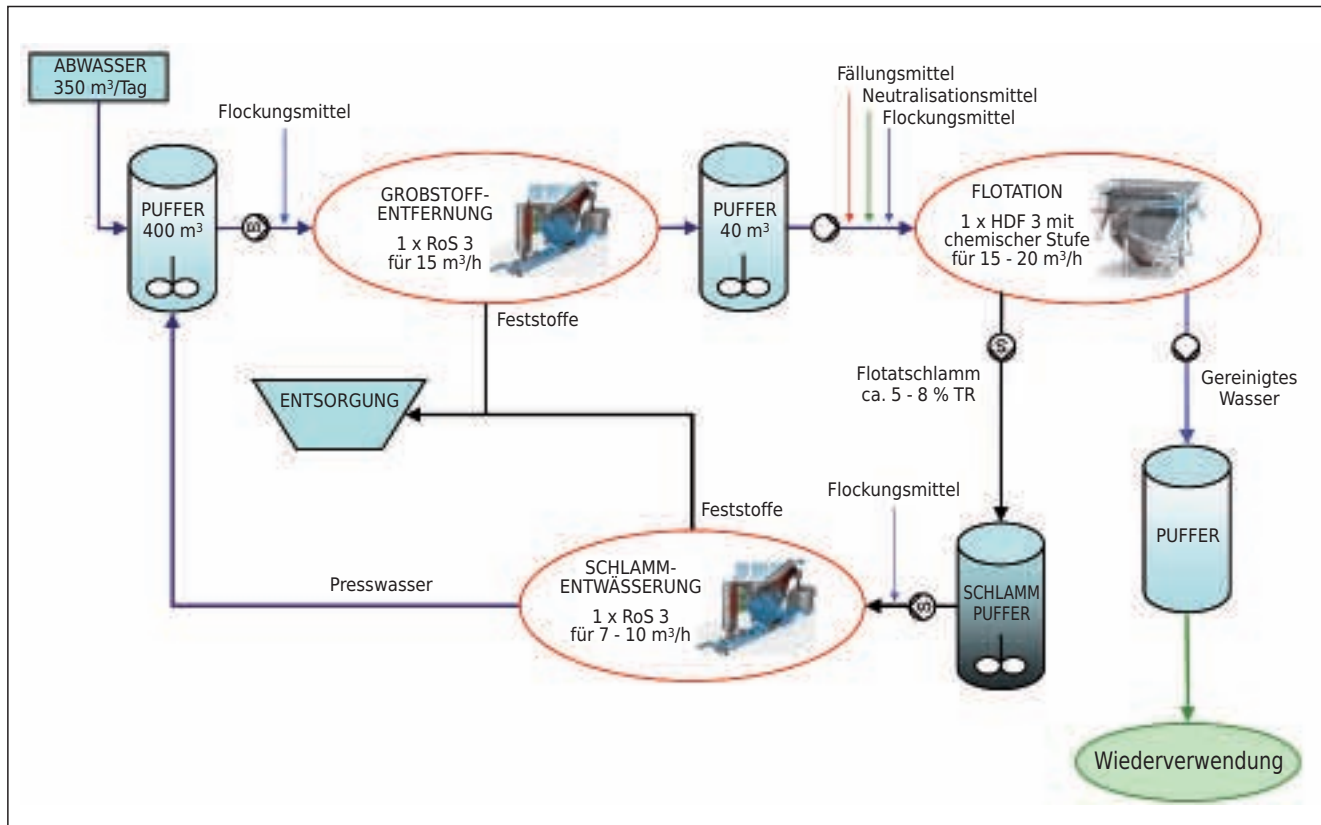 ABWASSER
350 m³/Tag
Flockungsmittel
PUFFER
400 m³
S
GROBSTOFF-
ENTFERNUNG
1 x RoS 3
für 15 m³/h
PUFFER
40 m³
Fällungsmittel
Neutralisationsmittel
Flockungsmittel
FLOTATION
1 x HDF 3 mit
chemischer Stufe
für 15 - 20 m³/h
Feststoffe
ENTSORGUNG
S
Flotatschlamm
ca. 5 - 8 % TR
Gereinigtes
Wasser
PUFFER
Flockungsmittel
Feststoffe
SCHLAMM-
ENTWÄSSERUNG
1 x RoS 3
für 7 - 10 m³/h
S
SCHLAMM
PUFFER
Presswasser
Wiederverwendung